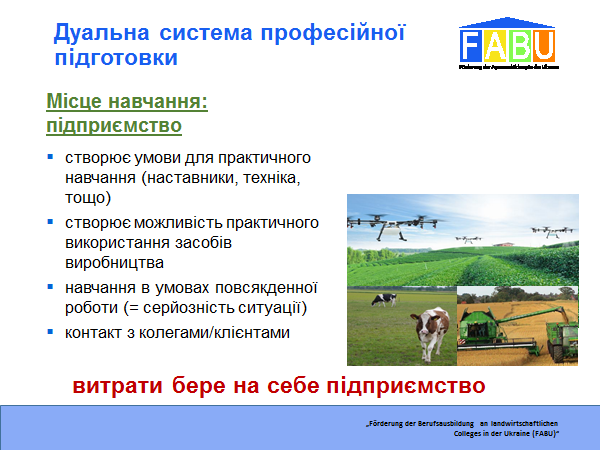 Дуальна система професійної
підготовки
FABU
Förderung der Agrarausbildung in der Ukraine
Місце навчання:
підприємство
▪ створює умови для практичного
навчання (наставники, техніка,
тощо)
▪ створює можливість практичного
використання засобів
виробництва
▪ навчання в умовах повсякденної
роботи (= серйозність ситуації)
▪ контакт з колегами/клієнтами
витрати бере на себе підприємство
„Förderung der Berufsausbildung an landwirtschaftlichen
Colleges in der Ukraine (FABU)“